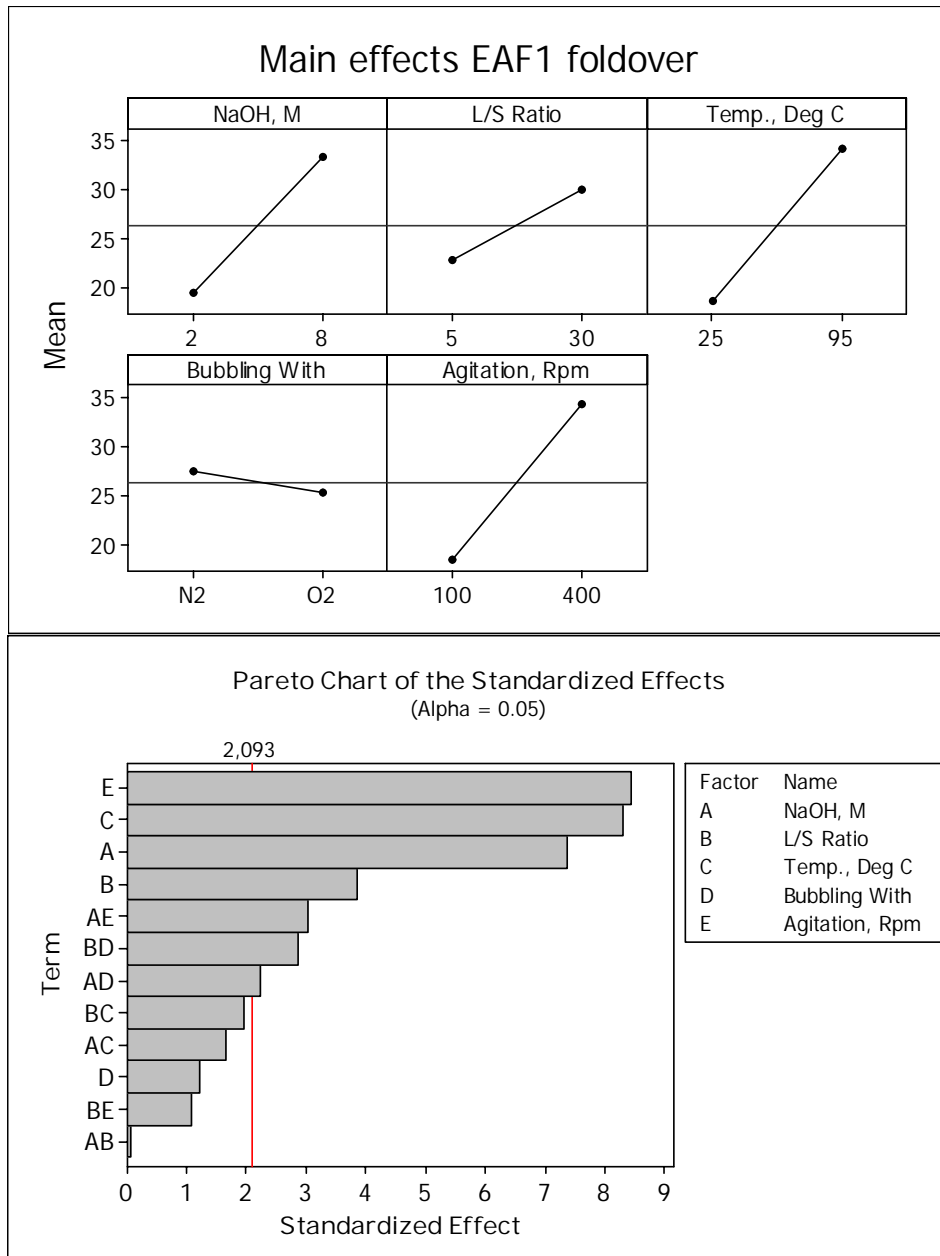 Main effects EAF1 foldover
NaOH, M L/S Ratio Temp., Deg C
35
30
25
20
2 8 5 30 25 95
Mean
Bubbling With Agitation, Rpm
35
30
25
20
N2 O2 100 400
Pareto Chart of the Standardized Effects
(Alpha = 0.05)
2,093
Term
E
C
A
B
AE
BD
AD
BC
AC
D
BE
AB
0 1 2 3 4 5 6 7 8 9
Standardized Effect
Factor Name
A NaOH, M
B L/S Ratio
C Temp., Deg C
D Bubbling With
E Agitation, Rpm